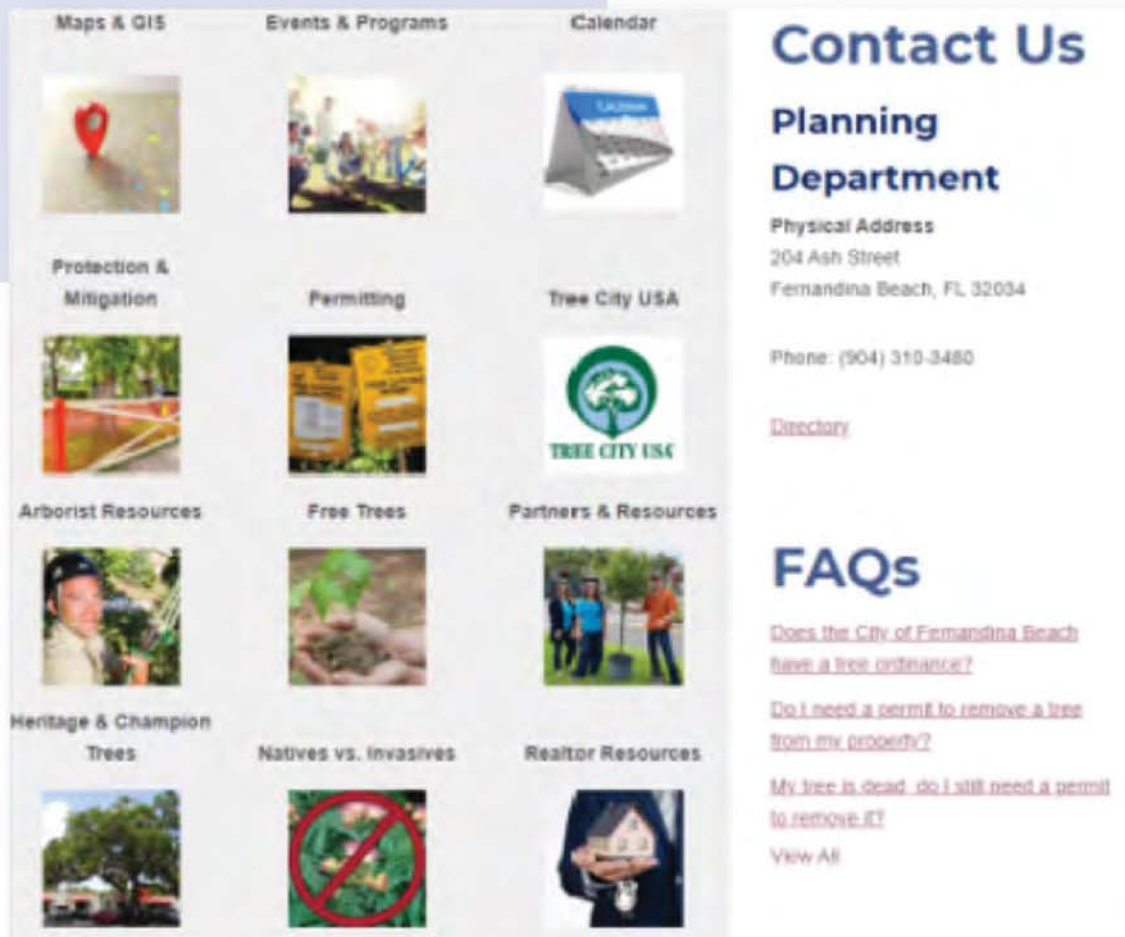 Maps & GIS
Events & Programs
Calendar
Protection &
Mitigation
Permitting
Tree City USA
TREE CITY USA
Arborist Resources
Free Trees
Partners & Resources
Heritage & Champion
Trees
Natives vs. Invasives
Realtor Resources
Contact Us
Planning
Department
Physical Address
204 Ash Street
Fernandina Beach, FL 32034
Phone: (904) 310-3480
Directory
FAQs
Does the City of Fernandina Beach
have a tree ordinance?
Do I need a permit to remove a tree
from my property?
My tree is dead, do I still need a permit
to remove it?
View All